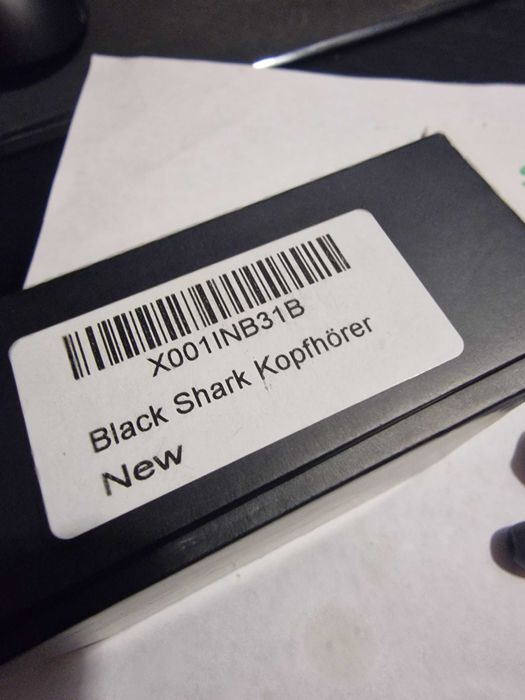 X001INB31B
Black Shark Kopfhörer
New